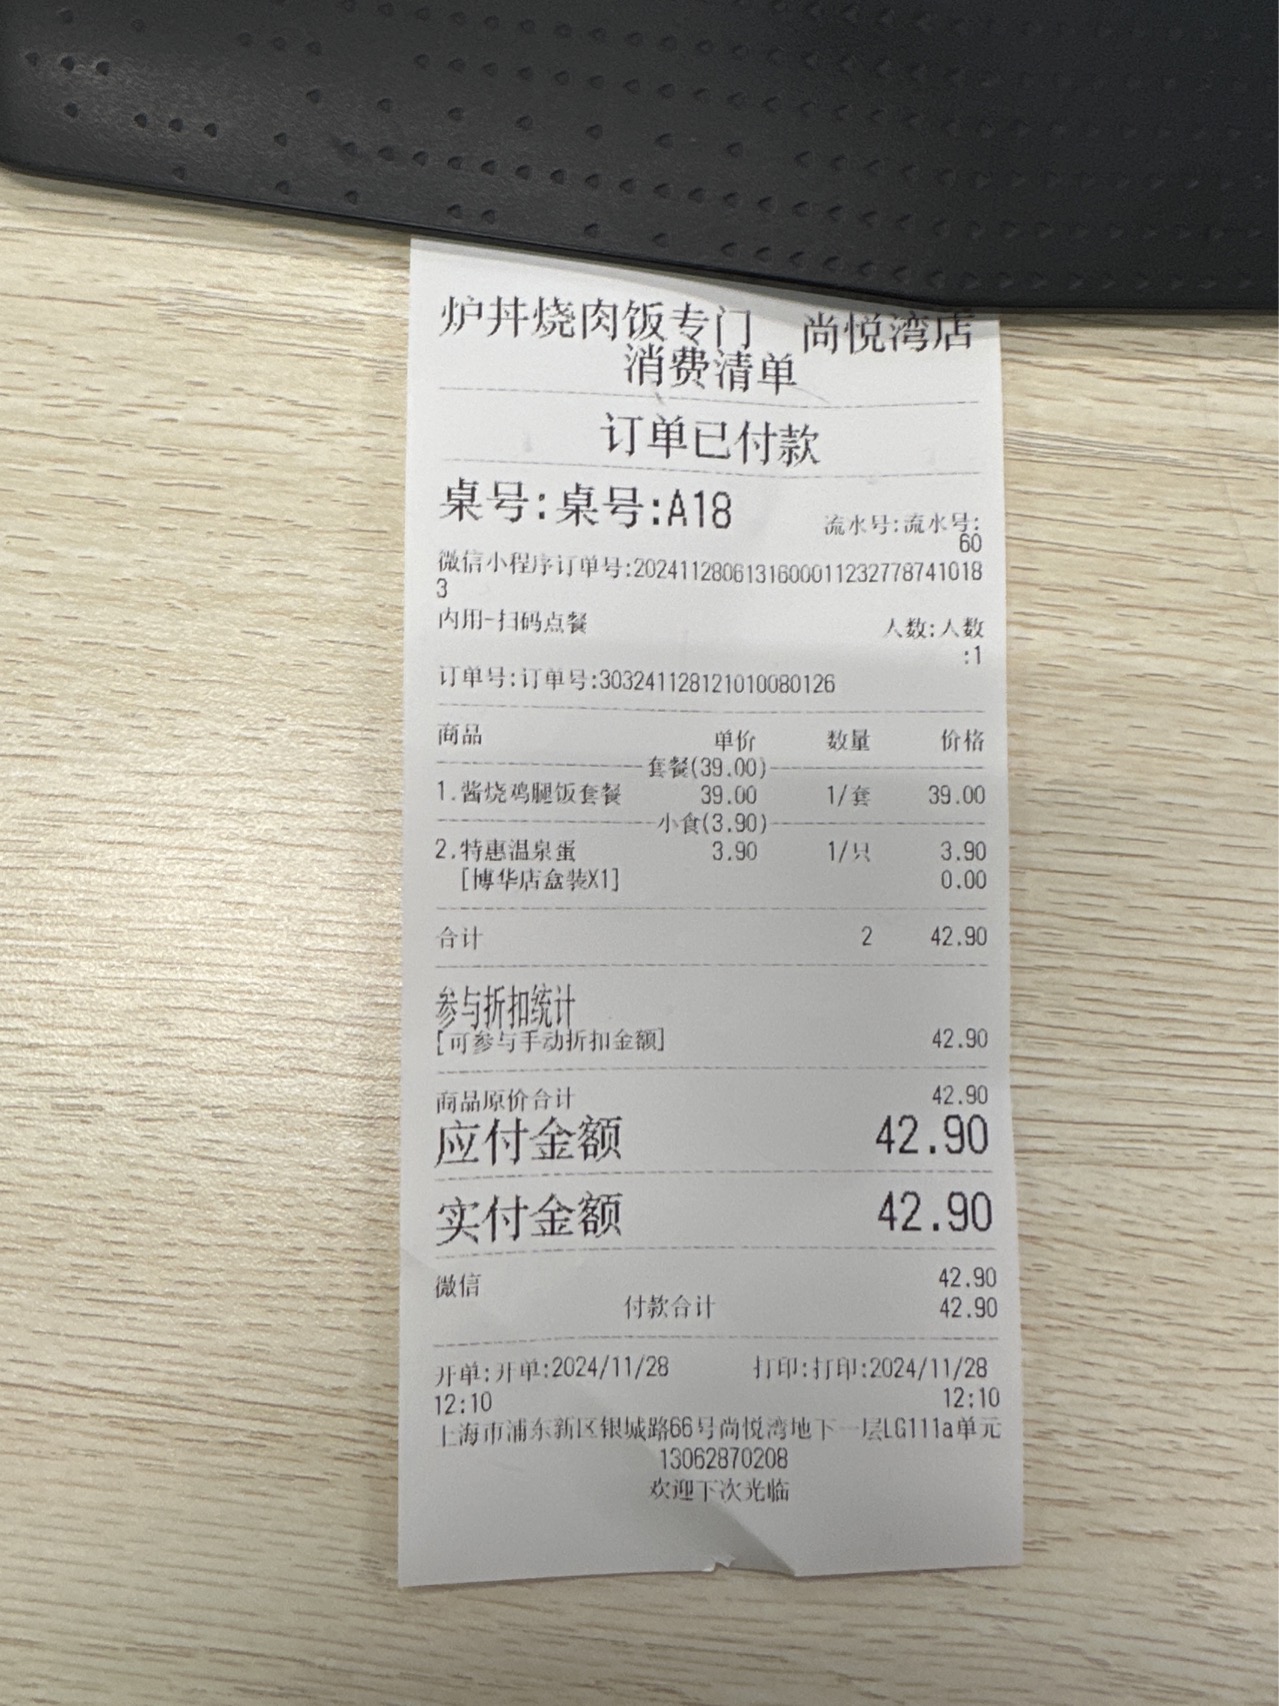 炉丼烧肉饭专门 尚悦湾店
消费清单
订单已付款
桌号:桌号:A18 流水号:流水号:
60
微信小程序订单号:2024112806131600011232778741018
3
内用-扫码点餐 人数:人数
:1
订单号:订单号:303241128121010080126
商品 单价 数量 价格
套餐(39.00)
1.酱烧鸡腿饭套餐 39.00 1/套 39.00
小食(3.90)
2.特惠温泉蛋 3.90 1/只 3.90
[博华店盒装X1] 0.00
合计 2 42.90
参与折扣统计
[可参与手动折扣金额] 42.90
商品原价合计 42.90
应付金额 42.90
实付金额 42.90
微信 42.90
付款合计 42.90
开单:开单:2024/11/28 打印:打印:2024/11/28
12:10 12:10
上海市浦东新区银城路66号尚悦湾地下一层LG111a单元
13062870208
欢迎下次光临